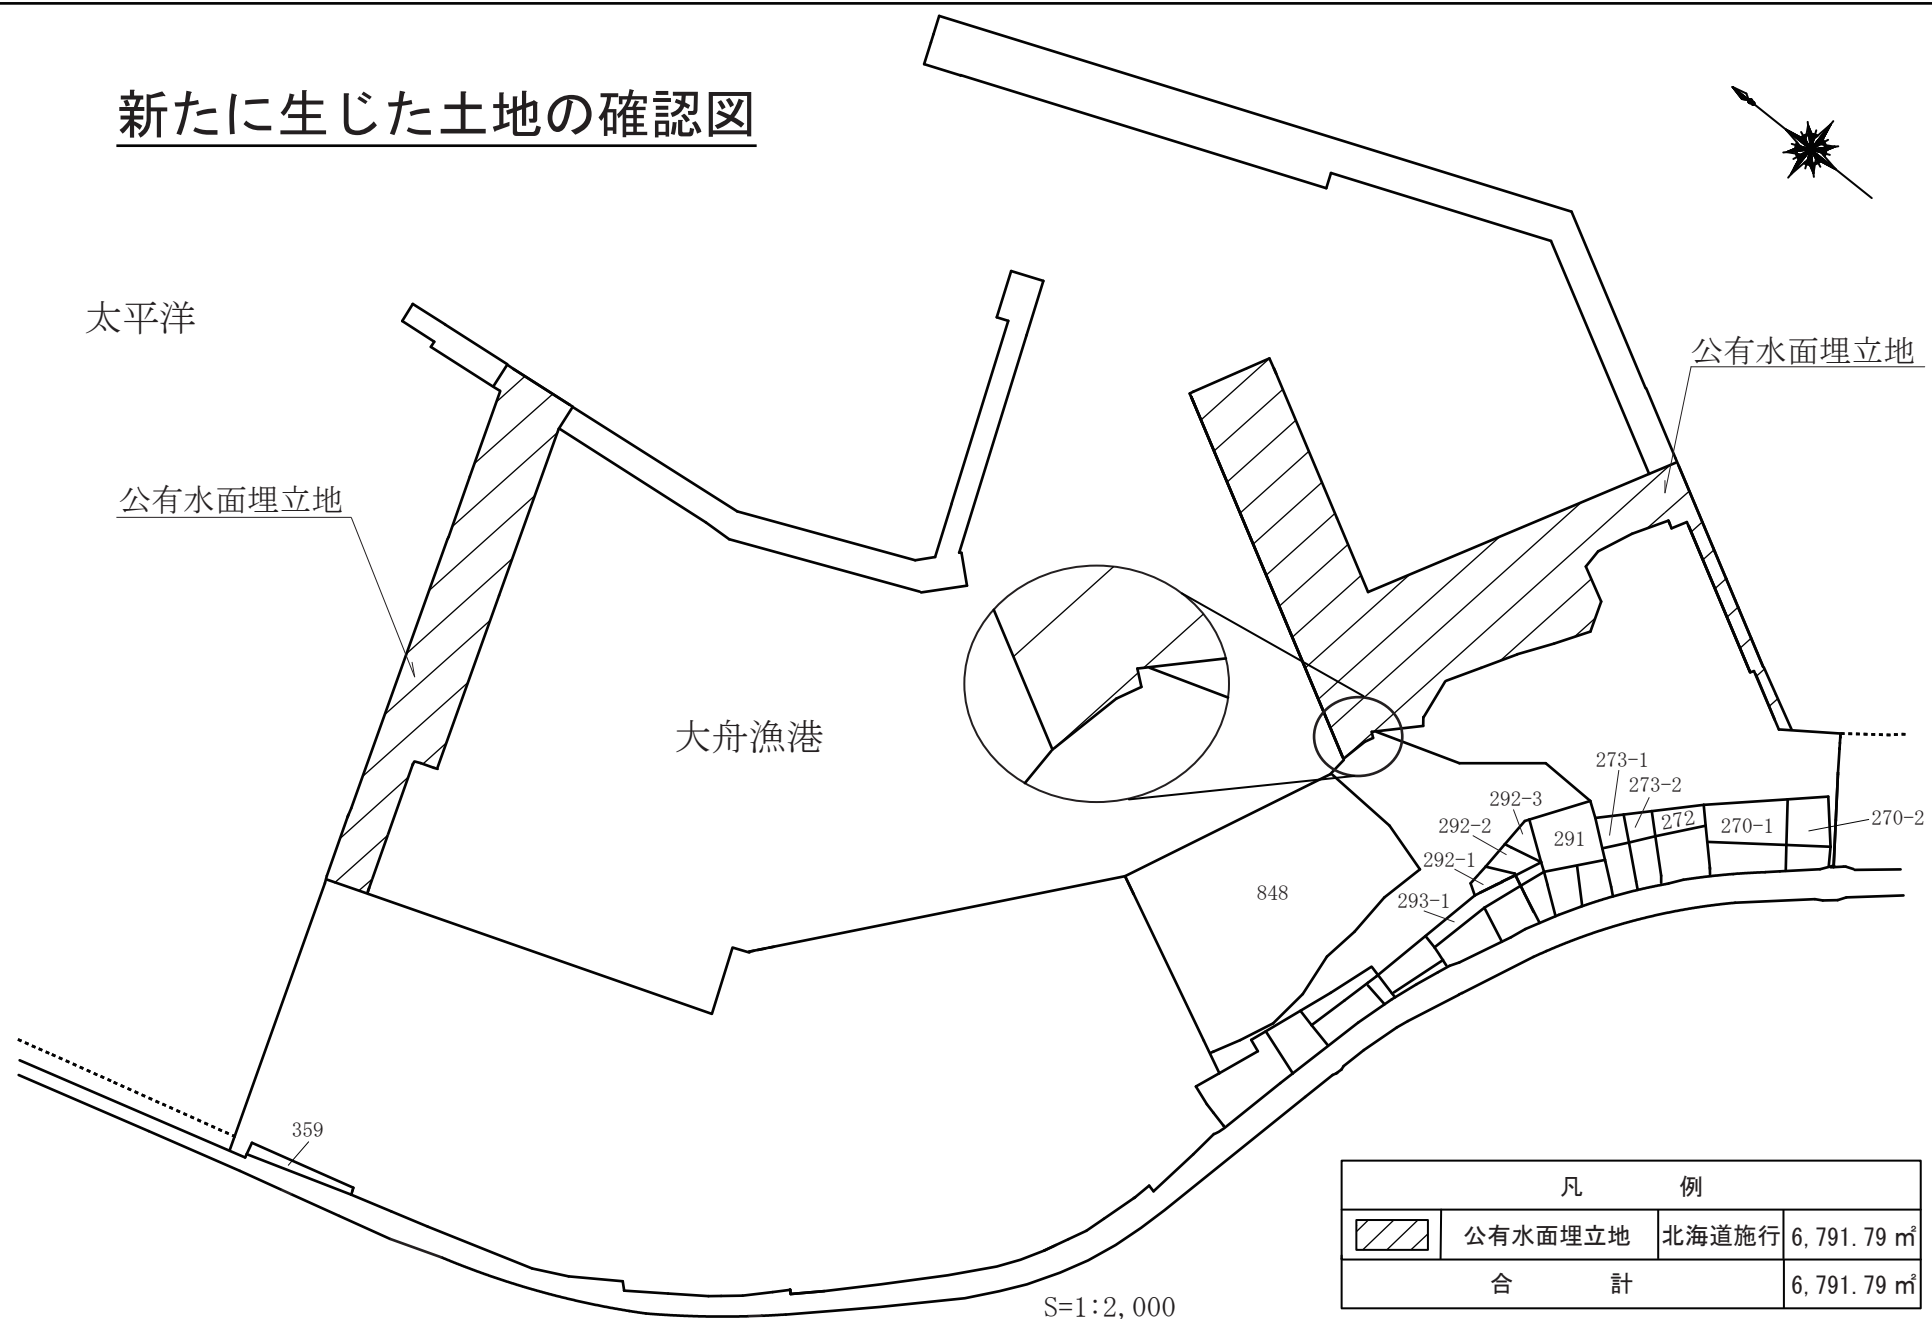 新たに生じた土地の確認図
太平洋
公有水面埋立地
公有水面埋立地
大舟漁港
273-1
273-2
292-3
292-2
292-1
293-1
291
272
270-1
270-2
848
359
凡 例
公有水面埋立地 北海道施行 6,791.79 ㎡
合 計 6,791.79 ㎡
S=1:2,000